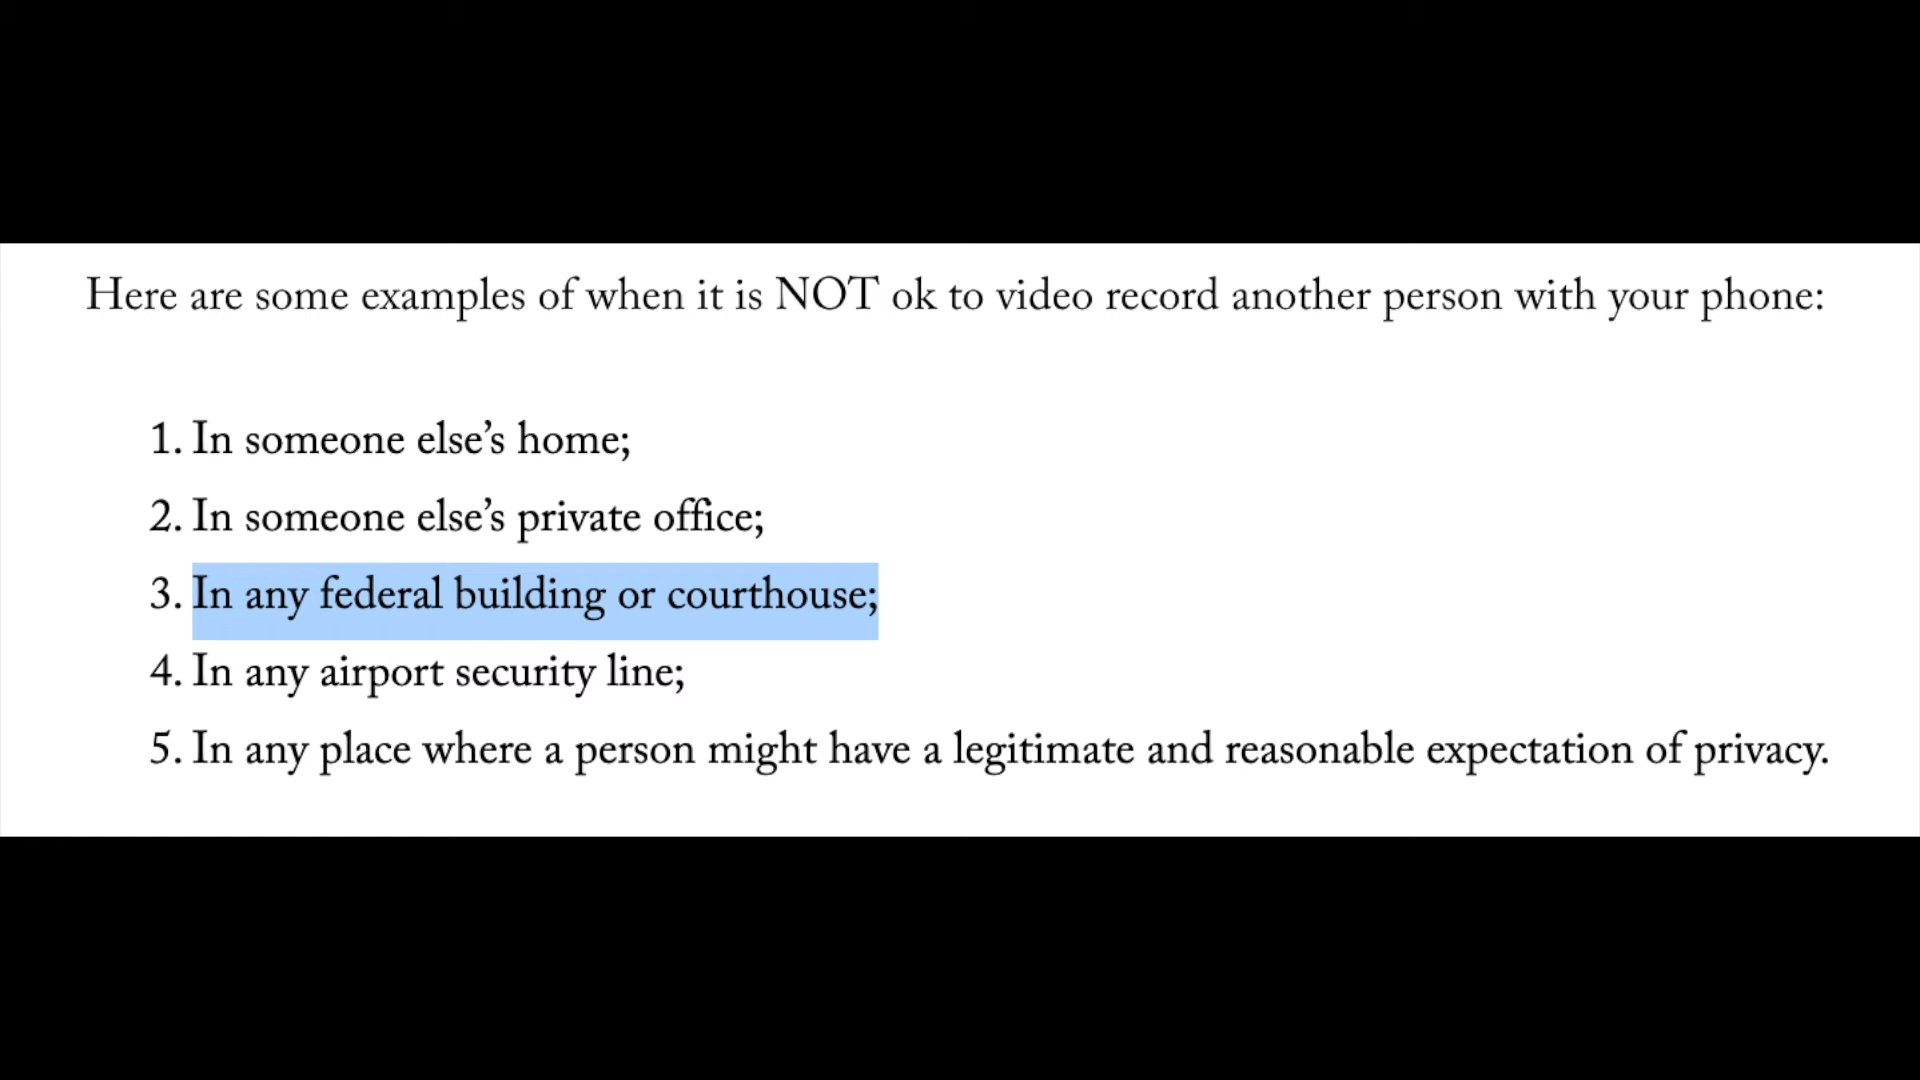 Here are some examples of when it is NOT ok to video record another person with your phone:
1. In someone else’s home;
2. In someone else’s private office;
3. In any federal building or courthouse;
4. In any airport security line;
5. In any place where a person might have a legitimate and reasonable expectation of privacy.